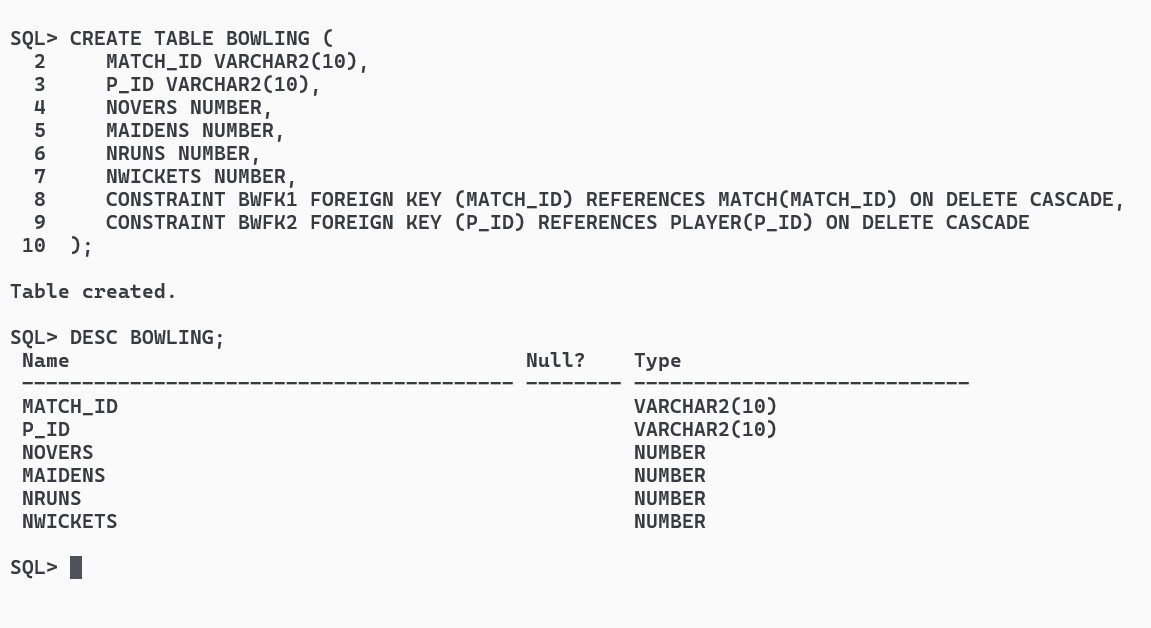 SQL> CREATE TABLE BOWLING (
  2     MATCH_ID VARCHAR2(10),
  3     P_ID VARCHAR2(10),
  4     NOVERS NUMBER,
  5     MAIDENS NUMBER,
  6     NRUNS NUMBER,
  7     NWICKETS NUMBER,
  8     CONSTRAINT BWFK1 FOREIGN KEY (MATCH_ID) REFERENCES MATCH(MATCH_ID) ON DELETE CASCADE,
  9     CONSTRAINT BWFK2 FOREIGN KEY (P_ID) REFERENCES PLAYER(P_ID) ON DELETE CASCADE
 10  );
Table created.
SQL> DESC BOWLING;
 Name                                      Null?    Type
 ----------------------------------------- -------- ----------------------------
 MATCH_ID                                           VARCHAR2(10)
 P_ID                                               VARCHAR2(10)
 NOVERS                                             NUMBER
 MAIDENS                                            NUMBER
 NRUNS                                              NUMBER
 NWICKETS                                           NUMBER
SQL>